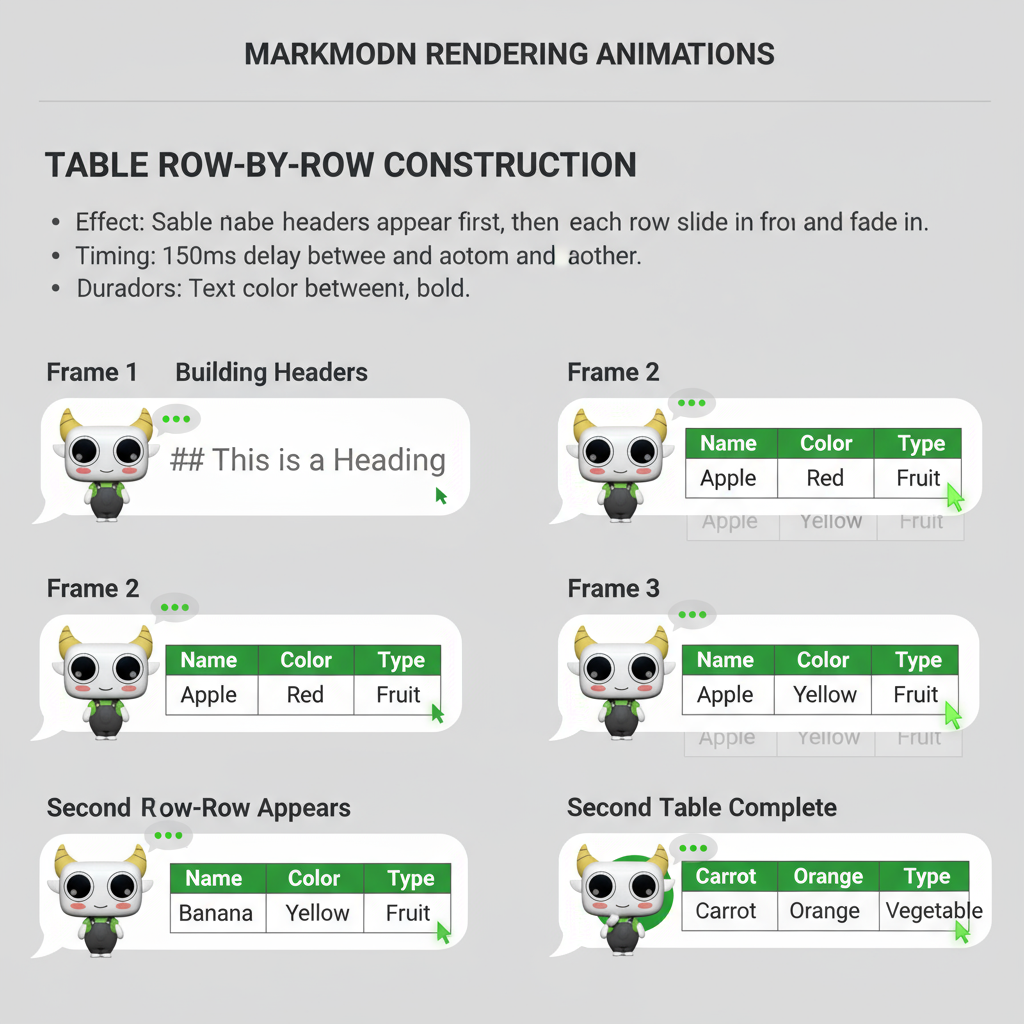 MARKMODN RENDERING ANIMATIONS
TABLE ROW-BY-ROW CONSTRUCTION
• Effect: Sable nabe headers appear first, then each row slide in froı and fade in.
• Timing: 150ms delay betwee and aotom and aother.
• Duradors: Text color betweent, bold.
Frame 1 Building Headers
## This is a Heading
Frame 2
Name Color Type
Apple Red Fruit
Apple Yellow Fruit
Frame 2
Name Color Type
Apple Red Fruit
Frame 3
Name Color Type
Apple Yellow Fruit
Apple Yellow Fruit
Second Row-Row Appears
Name Color Type
Banana Yellow Fruit
Second Table Complete
Carrot Orange Type
Carrot Orange Vegetable